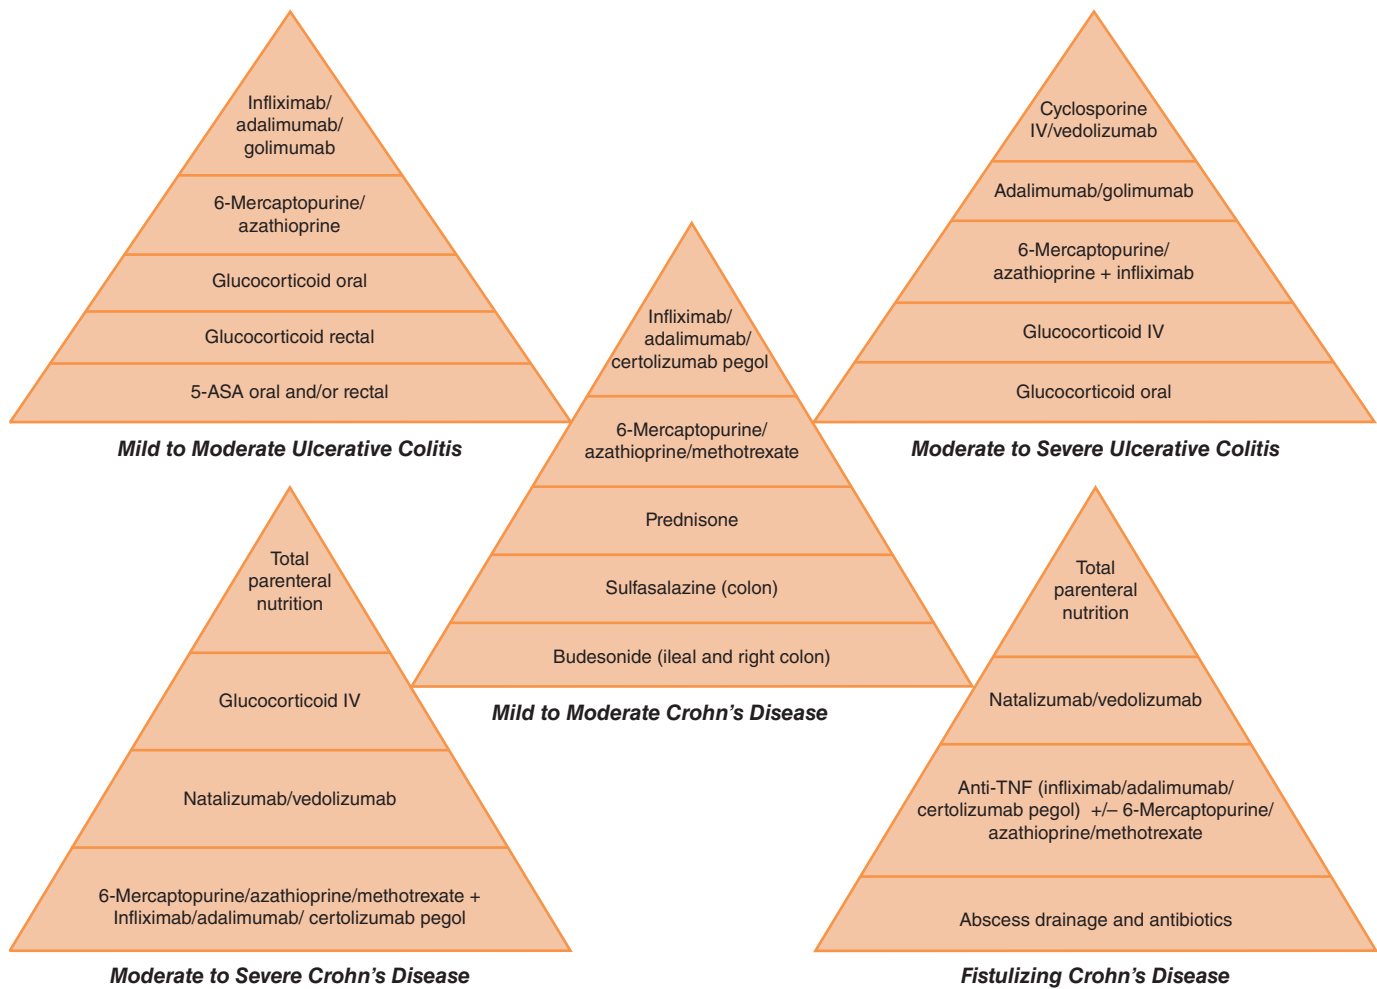 Infliximab/
adalimumab/
golimumab
6-Mercaptopurine/
azathioprine
Glucocorticoid oral
Glucocorticoid rectal
5-ASA oral and/or rectal
Mild to Moderate Ulcerative Colitis
Cyclosporine
IV/vedolizumab
Adalimumab/golimumab
6-Mercaptopurine/
azathioprine + infliximab
Glucocorticoid IV
Glucocorticoid oral
Moderate to Severe Ulcerative Colitis
Infliximab/
adalimumab/
certolizumab pegol
6-Mercaptopurine/
azathioprine/methotrexate
Prednisone
Sulfasalazine (colon)
Budesonide (ileal and right colon)
Mild to Moderate Crohn’s Disease
Total
parenteral
nutrition
Glucocorticoid IV
Natalizumab/vedolizumab
6-Mercaptopurine/azathioprine/methotrexate +
Infliximab/adalimumab/ certolizumab pegol
Moderate to Severe Crohn’s Disease
Total
parenteral
nutrition
Natalizumab/vedolizumab
Anti-TNF (infliximab/adalimumab/
certolizumab pegol) +/– 6-Mercaptopurine/
azathioprine/methotrexate
Abscess drainage and antibiotics
Fistulizing Crohn’s Disease